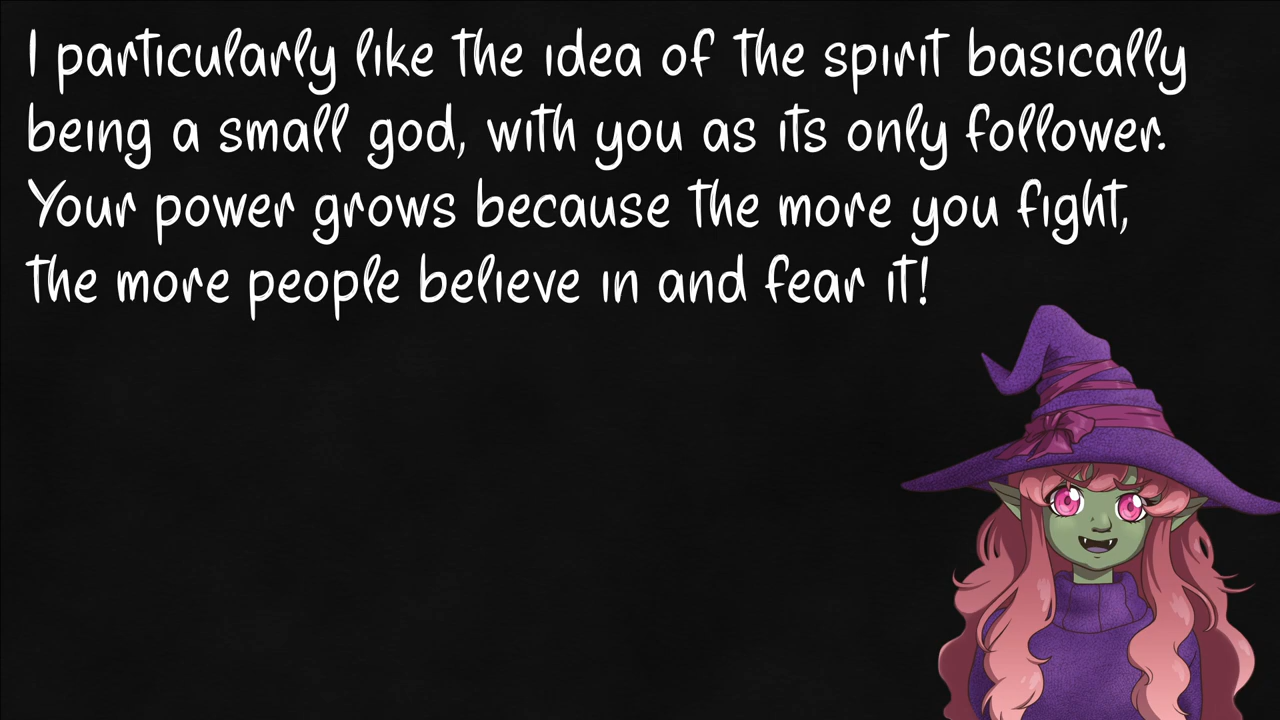 I particularly like the idea of the spirit basically
being a small god, with you as its only follower.
Your power grows because the more you fight,
the more people believe in and fear it!